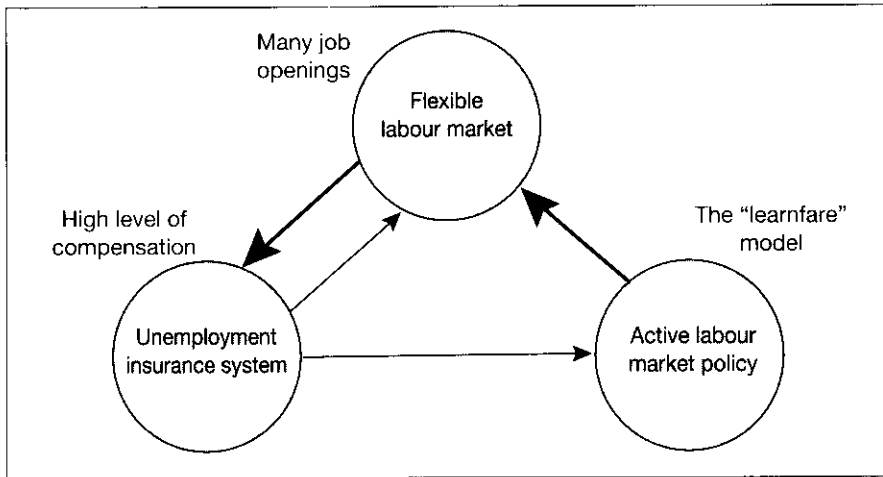 Many job
openings
Flexible
labour market
High level of
compensation
The "learnfare"
model
Unemployment
insurance system
Active labour
market policy